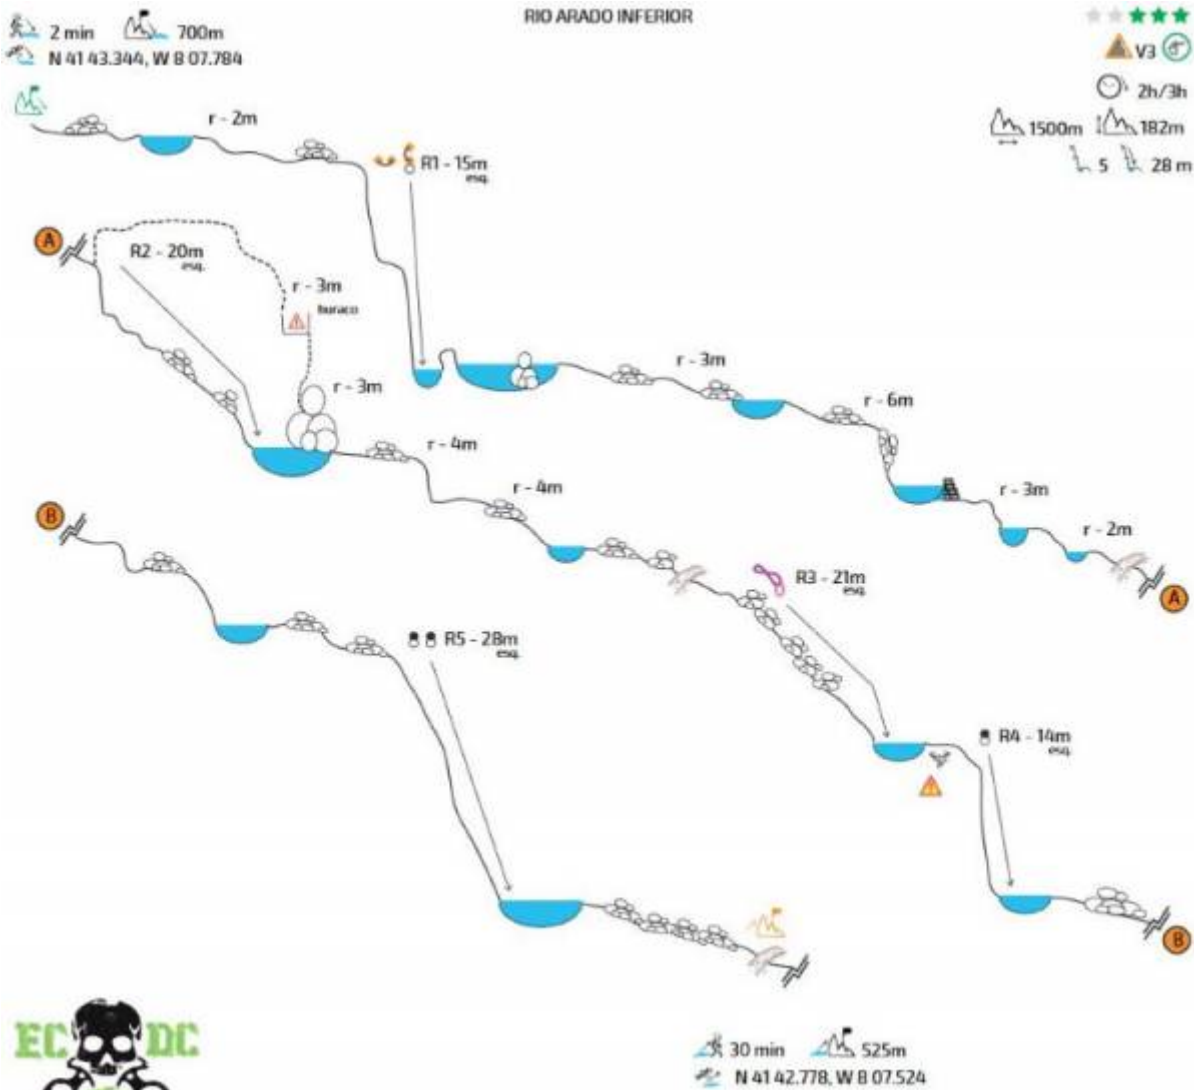 RIO ARADO INFERIOR
2 min 700m
N 41 43.344, W 8 07.784
V3
2h/3h
1500m 182m
5 28 m
r - 2m
R1 - 15m
esq.
A
R2 - 20m
esq.
r - 3m
buraco
r - 3m
r - 3m
r - 6m
r - 4m
r - 4m
r - 3m
r - 2m
A
B
R3 - 21m
esq.
R5 - 28m
esq.
R4 - 14m
esq.
B
EC DC
30 min 525m
N 41 42.778, W 8 07.524